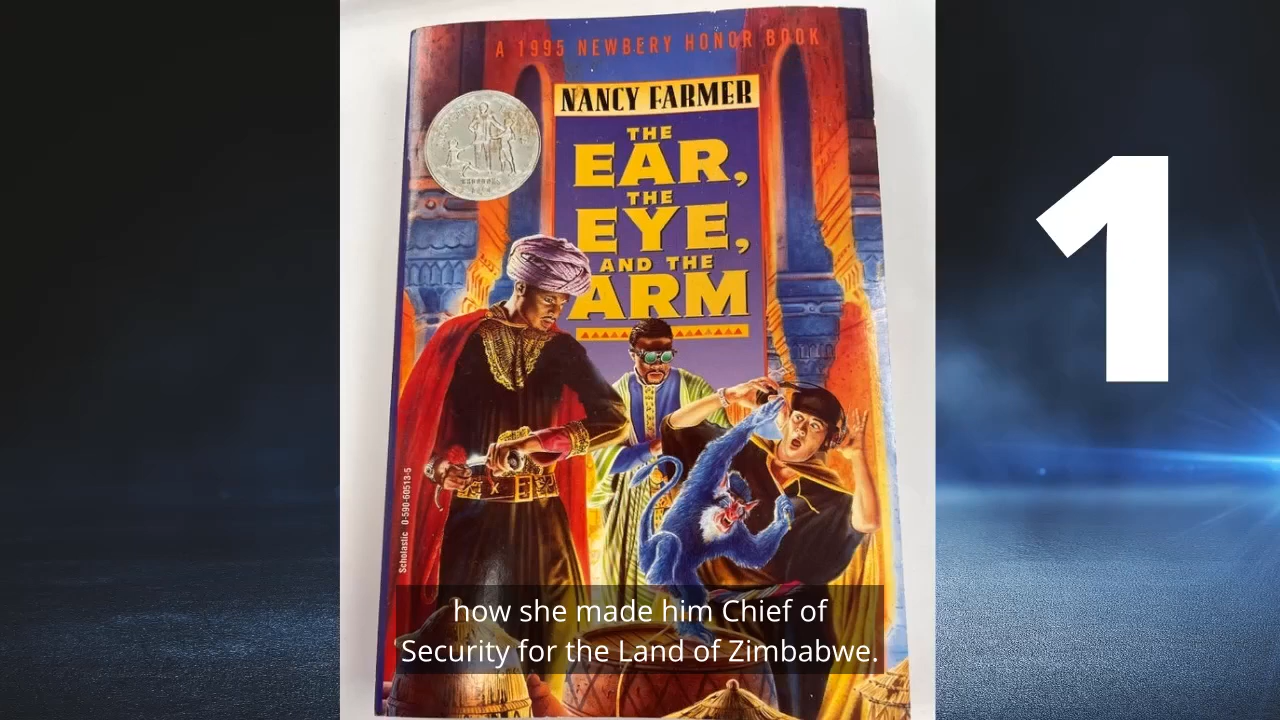 A 1995 NEWBERY HONOR BOOK
NANCY FARMER
THE
EAR,
THE
EYE,
AND THE
ARM
1
Scholastic 0-590-60513-5
how she made him Chief of
Security for the Land of Zimbabwe.